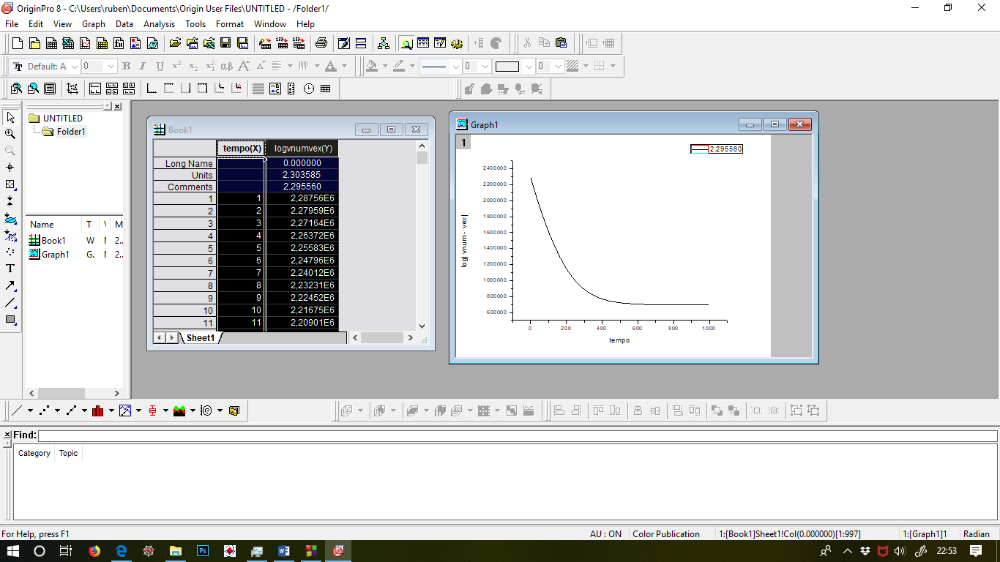 OriginPro 8 - C:\Users\ruben\Documents\Origin User Files\UNTITLED - /Folder1/
File Edit View Graph Data Analysis Tools Format Window Help
Default: A 0 B I U x² x₂ αβ A A A 0 0
UNTITLED
Folder1
Name T M
Book1 W 2..
Graph1 G. 2..
Book1
tempo(X) logvnumvex(Y)
Long Name 0.000000
Units 2.303585
Comments 2.295560
1 1 2,28756E6
2 2 2,27959E6
3 3 2,27164E6
4 4 2,26372E6
5 5 2,25583E6
6 6 2,24796E6
7 7 2,24012E6
8 8 2,23231E6
9 9 2,22452E6
10 10 2,21675E6
11 11 2,20901E6
Sheet1
Graph1
1
2.295560
2400000
2200000
2000000
1800000
1600000
1400000
1200000
1000000
800000
600000
log| vnum - vex|
0 200 400 600 800 1000
tempo
Find:
Category Topic
For Help, press F1 AU : ON Color Publication 1:[Book1]Sheet1!Col(0.000000)[1:997] 1:[Graph1]1 Radian
22:53